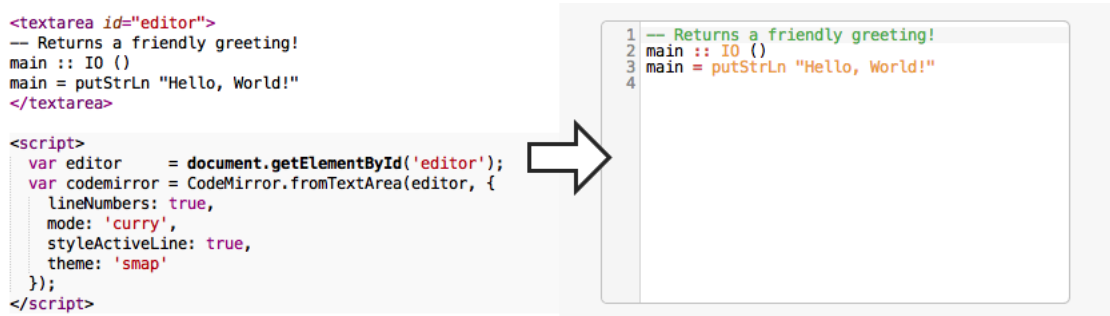 <textarea id="editor">
-- Returns a friendly greeting!
main :: IO ()
main = putStrLn "Hello, World!"
</textarea>
<script>
  var editor     = document.getElementById('editor');
  var codemirror = CodeMirror.fromTextArea(editor, {
    lineNumbers: true,
    mode: 'curry',
    styleActiveLine: true,
    theme: 'smap'
  });
</script>
1 -- Returns a friendly greeting!
2 main :: IO ()
3 main = putStrLn "Hello, World!"
4